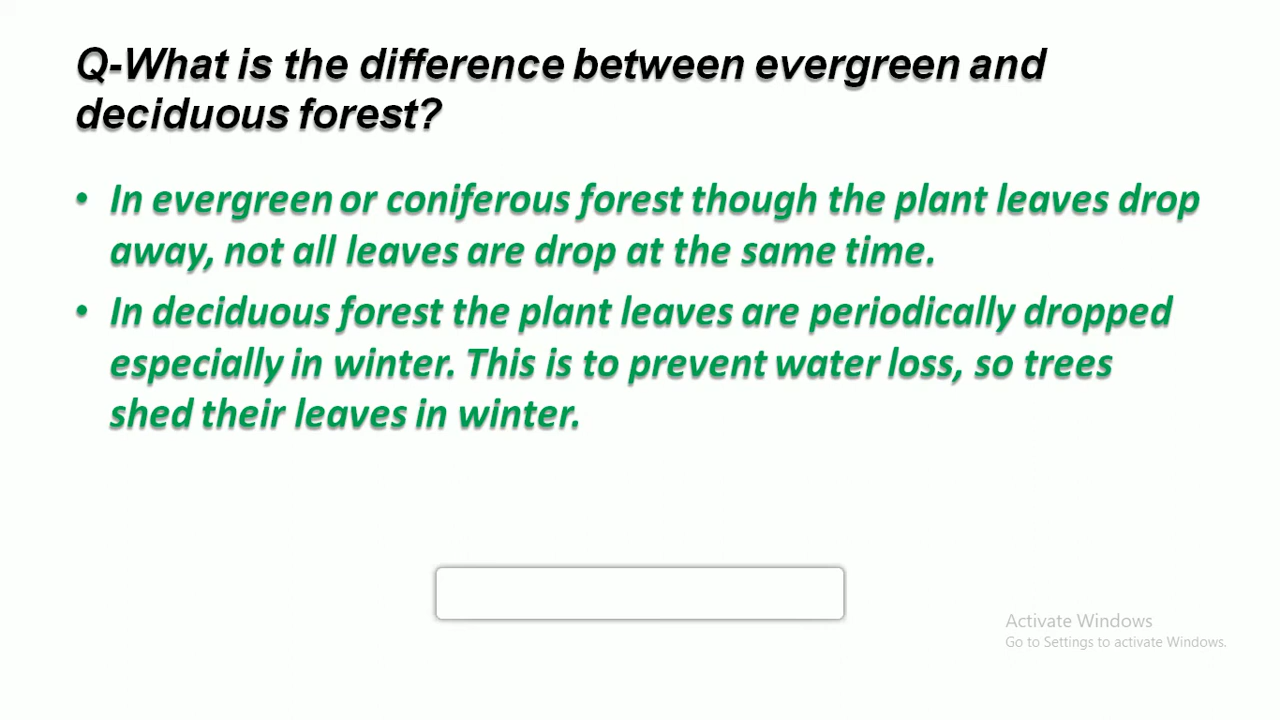 Q-What is the difference between evergreen and
deciduous forest?
• In evergreen or coniferous forest though the plant leaves drop
away, not all leaves are drop at the same time.
• In deciduous forest the plant leaves are periodically dropped
especially in winter. This is to prevent water loss, so trees
shed their leaves in winter.
Activate Windows
Go to Settings to activate Windows.